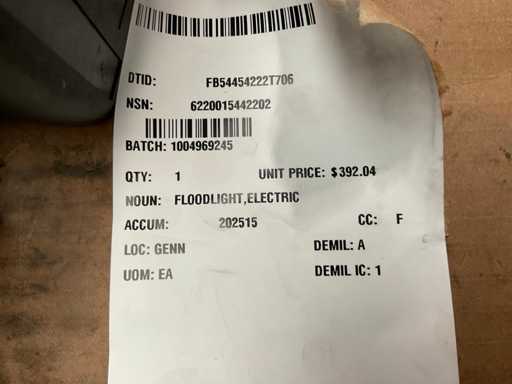 DTID: FB54454222T706
NSN: 6220015442202
BATCH: 1004969245
QTY: 1 UNIT PRICE: $392.04
NOUN: FLOODLIGHT,ELECTRIC
ACCUM: 202515 CC: F
LOC: GENN DEMIL: A
UOM: EA DEMIL IC: 1